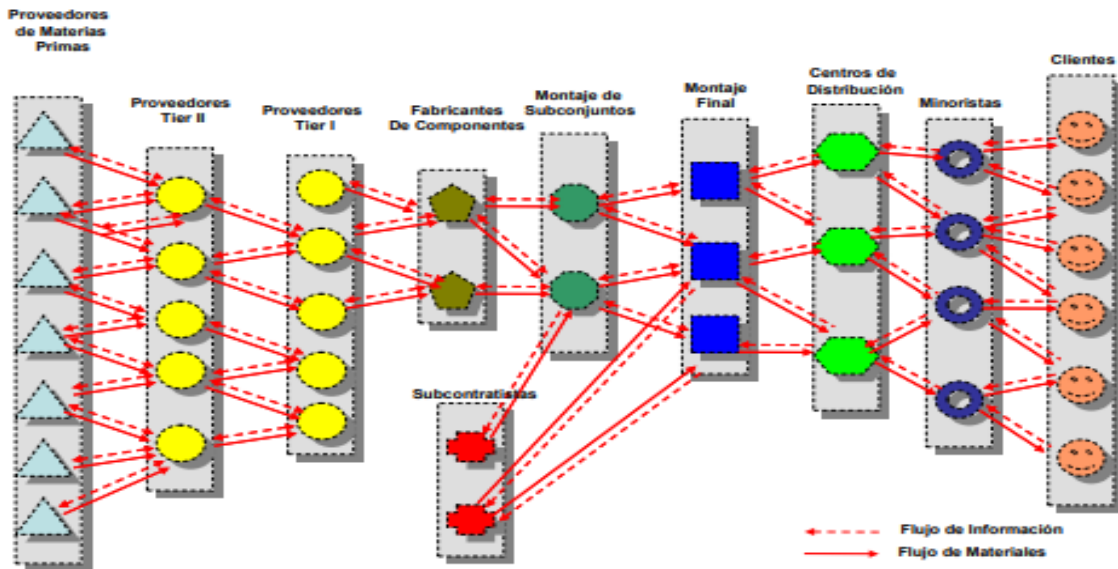 Proveedores
de Materias
Primas
Proveedores
Tier II
Proveedores
Tier I
Fabricantes
De Componentes
Montaje de
Subconjuntos
Montaje
Final
Centros de
Distribución
Minoristas
Clientes
Subcontratistas
Flujo de Información
Flujo de Materiales